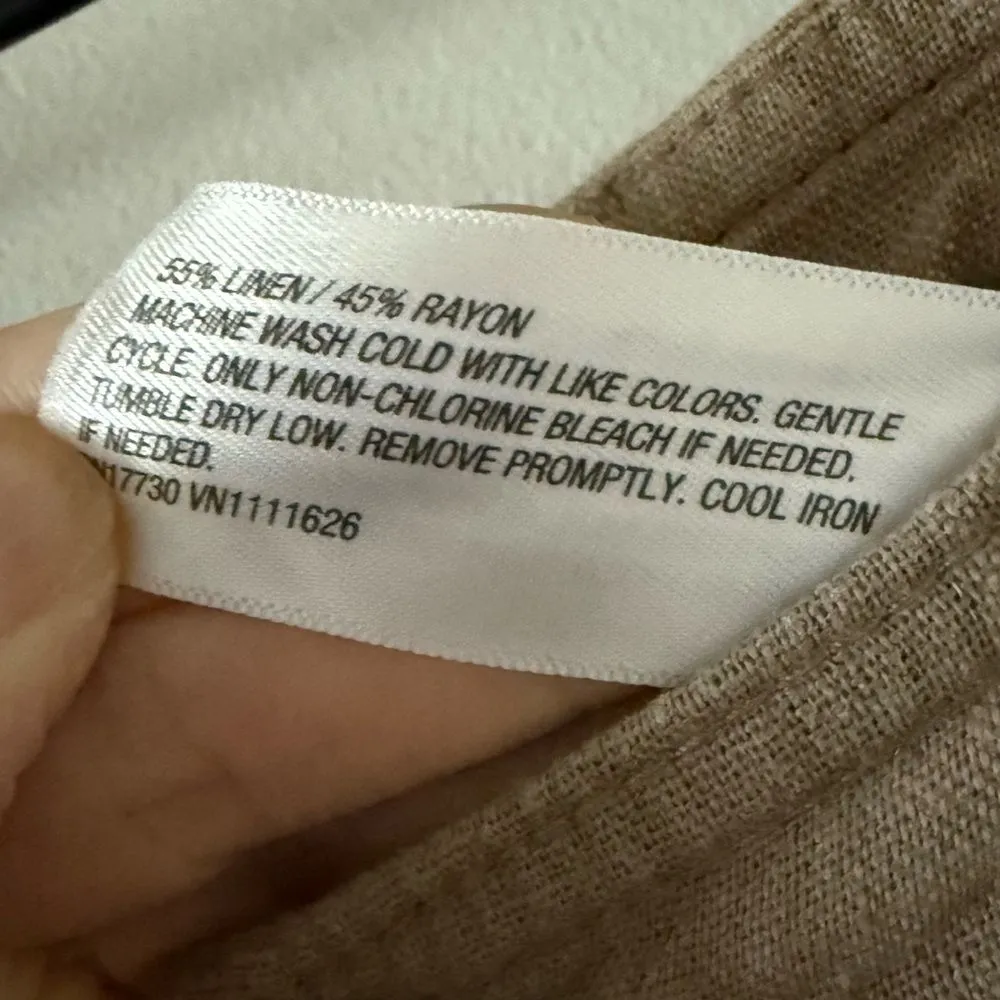 55% LINEN / 45% RAYON
MACHINE WASH COLD WITH LIKE COLORS. GENTLE
CYCLE. ONLY NON-CHLORINE BLEACH IF NEEDED.
TUMBLE DRY LOW. REMOVE PROMPTLY. COOL IRON
IF NEEDED.
VN1111626